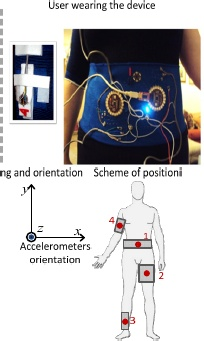 User wearing the device
ng and orientation Scheme of positioni
y
z x
Accelerometers
orientation
4
1
2
3